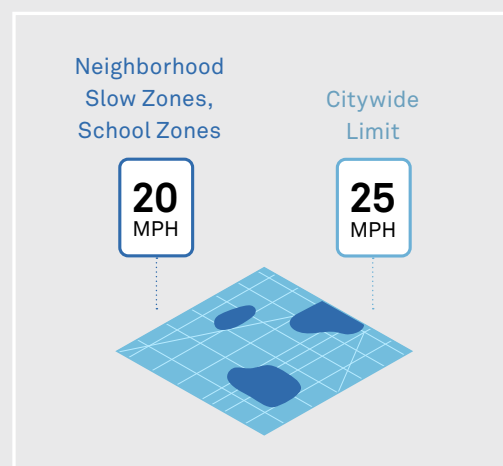 Neighborhood
Slow Zones,
School Zones
20
MPH
Citywide
Limit
25
MPH